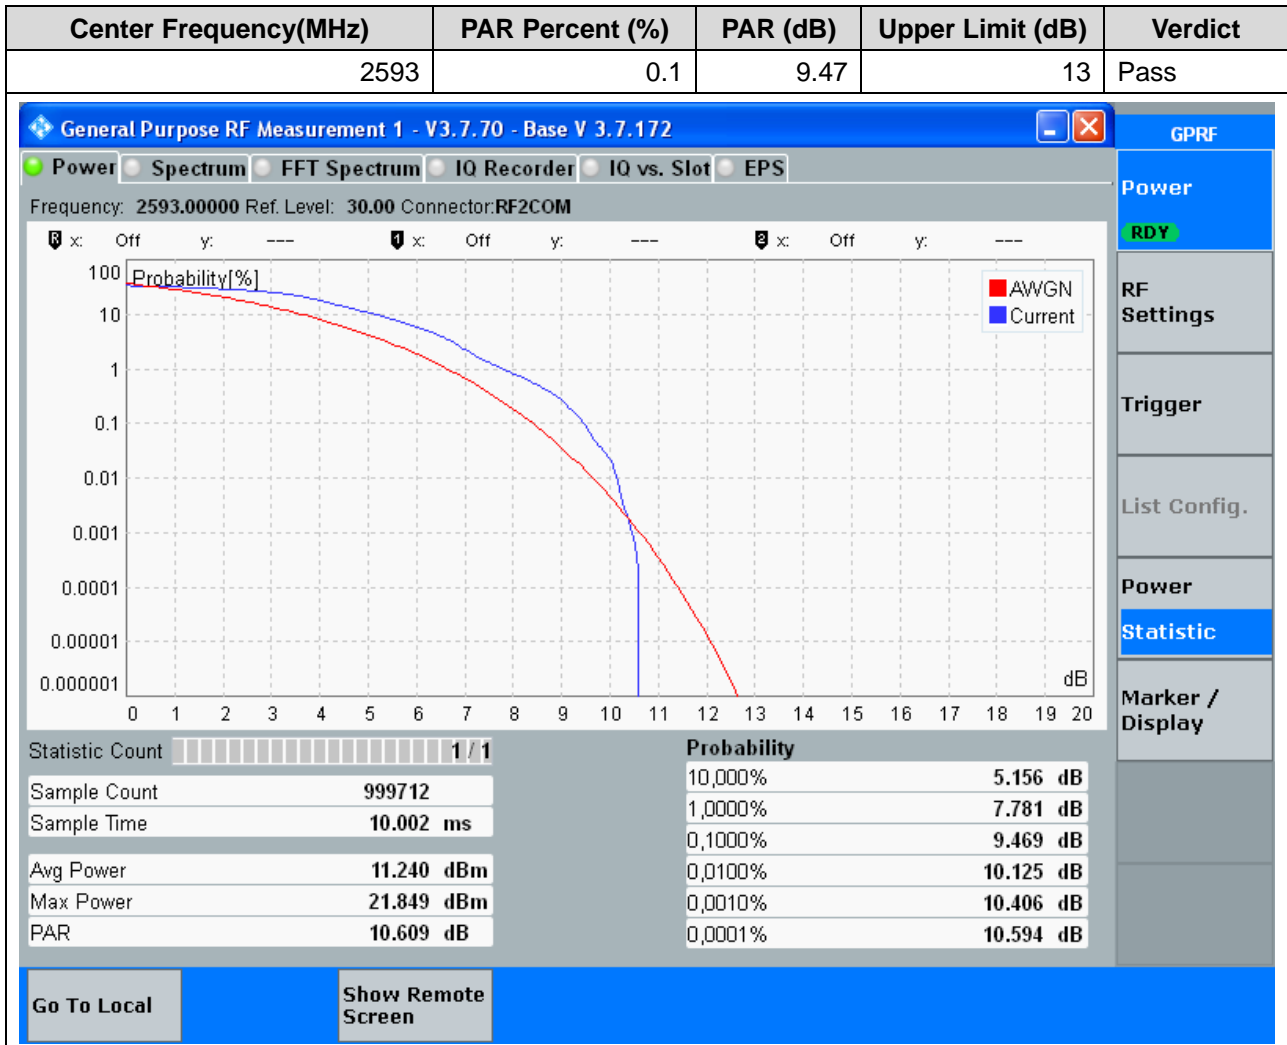 Center Frequency(MHz) PAR Percent (%) PAR (dB) Upper Limit (dB) Verdict
2593 0.1 9.47 13 Pass
General Purpose RF Measurement 1 - V3.7.70 - Base V 3.7.172
GPRF
Power Spectrum FFT Spectrum IQ Recorder IQ vs. Slot EPS
Frequency: 2593.00000 Ref. Level: 30.00 Connector:RF2COM
R x: Off y: --- 1 x: Off y: --- 2 x: Off y: ---
Probability[%]
AWGN
Current
100
10
1
0.1
0.01
0.001
0.0001
0.00001
0.000001
dB
0 1 2 3 4 5 6 7 8 9 10 11 12 13 14 15 16 17 18 19 20
Statistic Count 1 / 1
Sample Count 999712
Sample Time 10.002 ms
Avg Power 11.240 dBm
Max Power 21.849 dBm
PAR 10.609 dB
Probability
10,000% 5.156 dB
1,0000% 7.781 dB
0,1000% 9.469 dB
0,0100% 10.125 dB
0,0010% 10.406 dB
0,0001% 10.594 dB
Power
RDY
RF
Settings
Trigger
List Config.
Power
Statistic
Marker /
Display
Go To Local
Show Remote
Screen